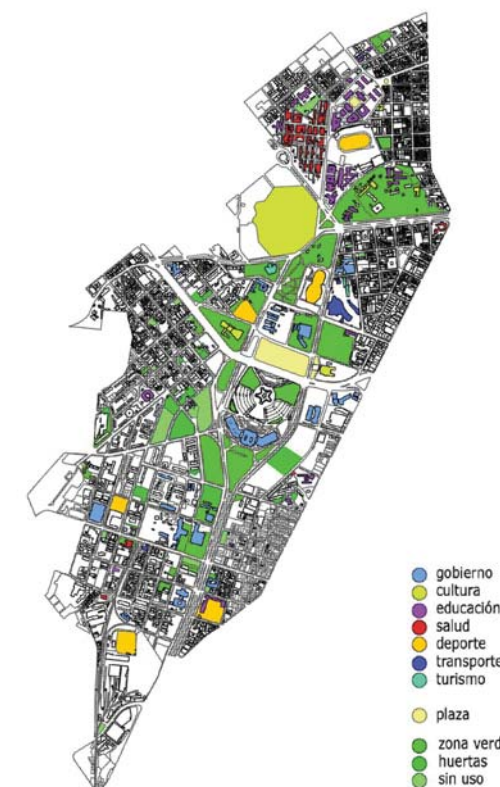 gobierno
cultura
educación
salud
deporte
transporte
turismo
plaza
zona verd
huertas
sin uso